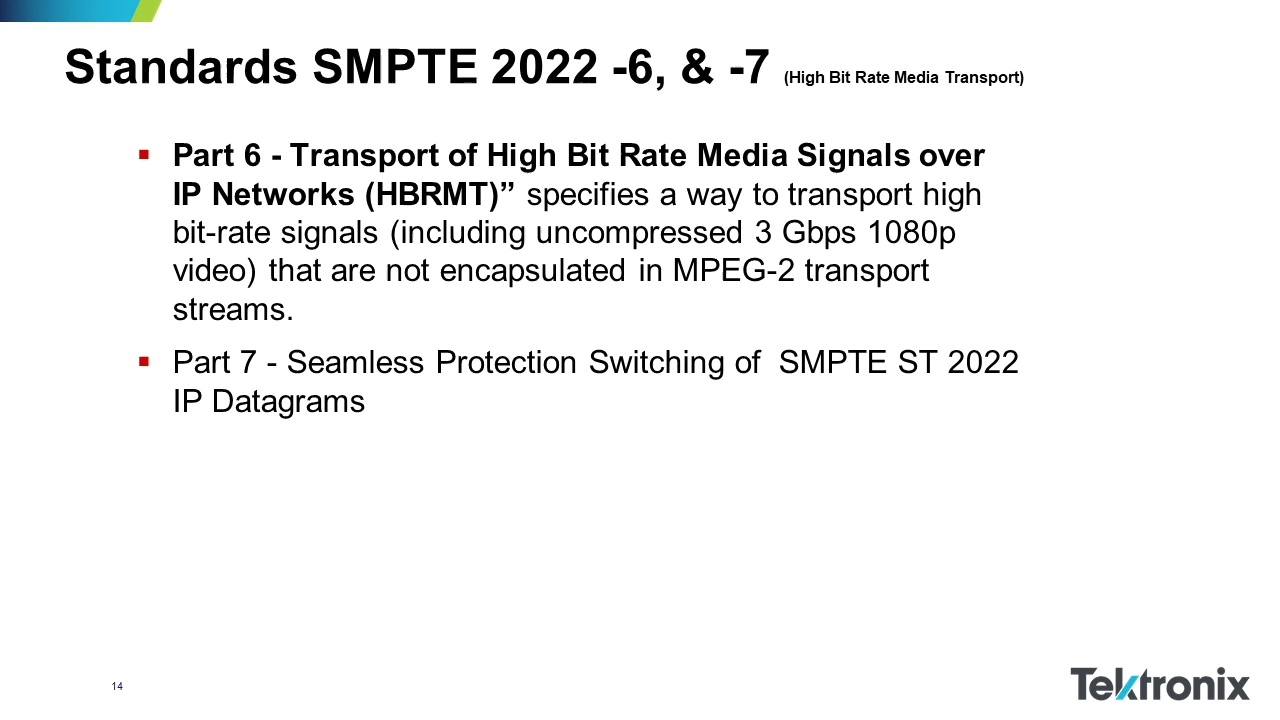 Standards SMPTE 2022 -6, & -7 (High Bit Rate Media Transport)
Part 6 - Transport of High Bit Rate Media Signals over
IP Networks (HBRMT)” specifies a way to transport high
bit-rate signals (including uncompressed 3 Gbps 1080p
video) that are not encapsulated in MPEG-2 transport
streams.
Part 7 - Seamless Protection Switching of  SMPTE ST 2022
IP Datagrams
14
Tektronix